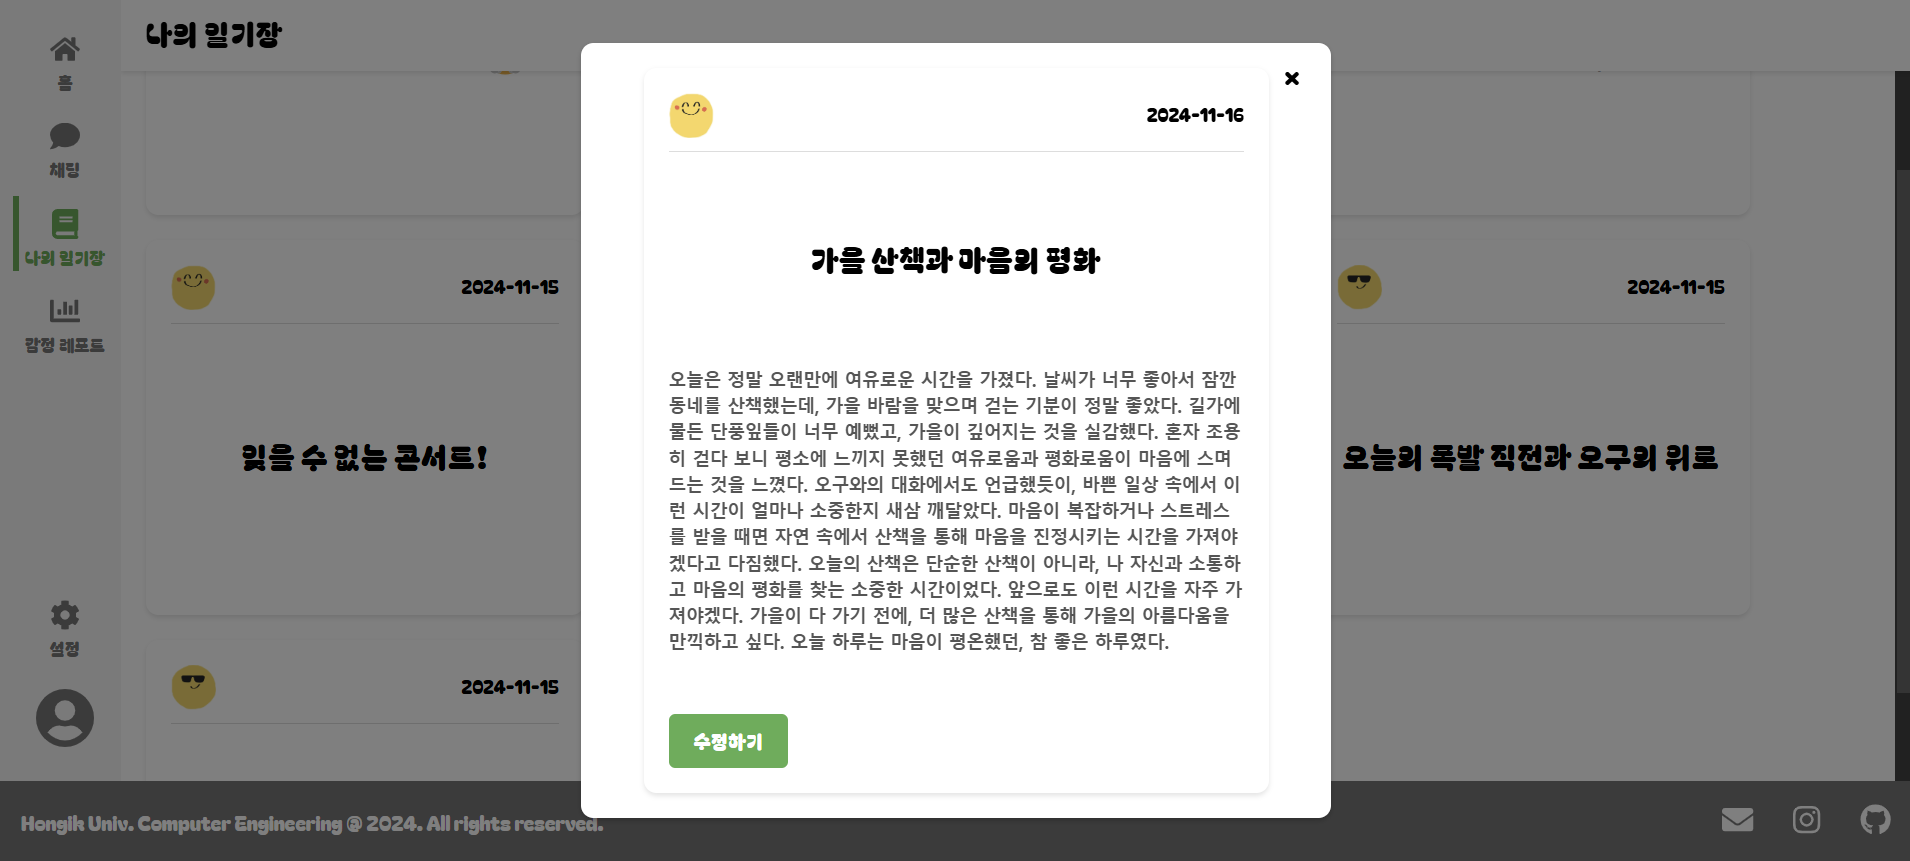 나의 일기장
홈
채팅
나의 일기장
감정 레포트
설정
2024-11-15
잊을 수 없는 콘서트!
2024-11-15
2024-11-16
가을 산책과 마음의 평화
오늘은 정말 오랜만에 여유로운 시간을 가졌다. 날씨가 너무 좋아서 잠깐
동네를 산책했는데, 가을 바람을 맞으며 걷는 기분이 정말 좋았다. 길가에
물든 단풍잎들이 너무 예뻤고, 가을이 깊어지는 것을 실감했다. 혼자 조용
히 걷다 보니 평소에 느끼지 못했던 여유로움과 평화로움이 마음에 스며
드는 것을 느꼈다. 오구와의 대화에서도 언급했듯이, 바쁜 일상 속에서 이
런 시간이 얼마나 소중한지 새삼 깨달았다. 마음이 복잡하거나 스트레스
를 받을 때면 자연 속에서 산책을 통해 마음을 진정시키는 시간을 가져야
겠다고 다짐했다. 오늘의 산책은 단순한 산책이 아니라, 나 자신과 소통하
고 마음의 평화를 찾는 소중한 시간이었다. 앞으로도 이런 시간을 자주 가
져야겠다. 가을이 다 가기 전에, 더 많은 산책을 통해 가을의 아름다움을
만끽하고 싶다. 오늘 하루는 마음이 평온했던, 참 좋은 하루였다.
수정하기
2024-11-15
오늘의 폭발 직전과 오구의 위로
Hongik Univ. Computer Engineering @ 2024. All rights reserved.